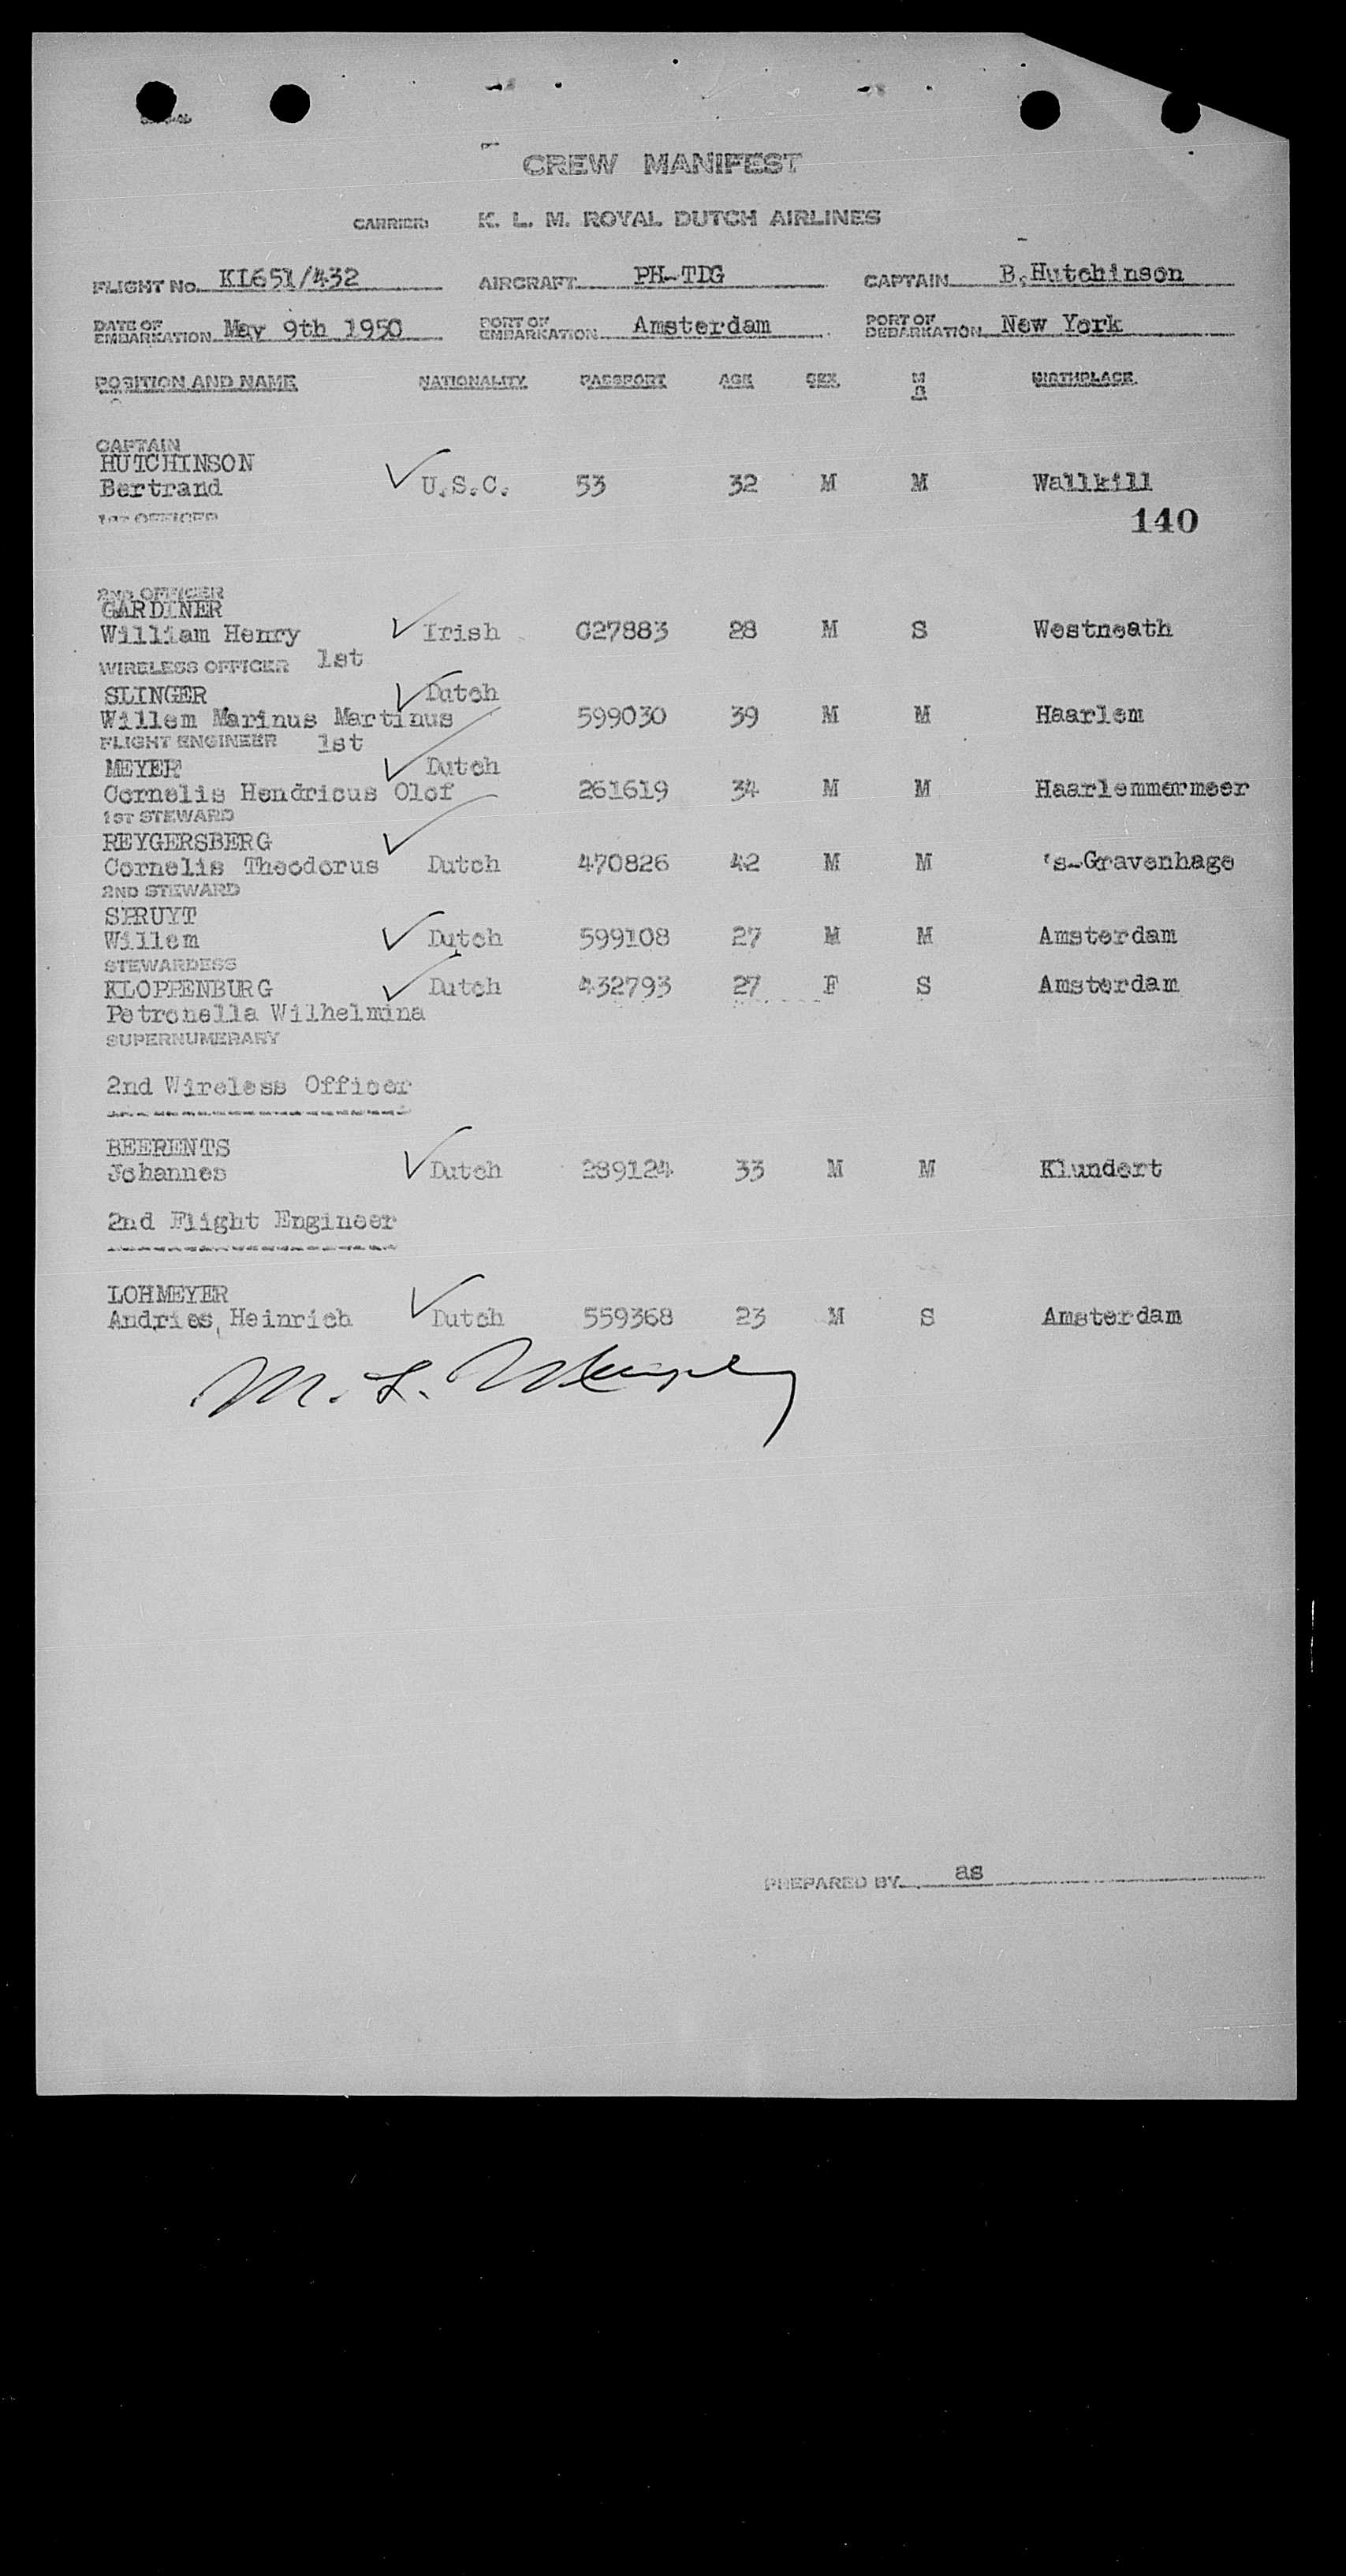 CREW MANIFEST
CARRIER: K. L. M. ROYAL DUTCH AIRLINES
FLIGHT No. KL651/432 AIRCRAFT PH-TDG CAPTAIN B.Hutchinson
DATE OF EMBARKATION May 9th 1950 PORT OF EMBARKATION Amsterdam PORT OF DEBARKATION New York
POSITION AND NAME NATIONALITY PASSPORT AGE SEX M S BIRTHPLACE
CAPTAIN
HUTCHINSON
Bertrand U.S.C. 53 32 M M Wallkill
1ST OFFICER 140
2ND OFFICER
GARDINER
William Henry Irish 027883 28 M S Westmeath
WIRELESS OFFICER 1st
SLINGER Dutch
Willem Marinus Martinus 599030 39 M M Haarlem
FLIGHT ENGINEER 1st
MEYER Dutch
Cornelis Hendricus Olof 261619 34 M M Haarlemmermeer
1ST STEWARD
REYGERSBERG
Cornelis Theodorus Dutch 470826 42 M M 's-Gravenhage
2ND STEWARD
SPRUYT
Willem Dutch 599108 27 M M Amsterdam
STEWARDESS
KLOPPENBURG Dutch 432793 27 F S Amsterdam
Petronella Wilhelmina
SUPERNUMERARY
2nd Wireless Officer
BEERENTS
Johannes Dutch 289124 33 M M Klundert
2nd Flight Engineer
LOHMEYER
Andries Heinrich Dutch 559368 23 M S Amsterdam
M. L.
PREPARED BY as